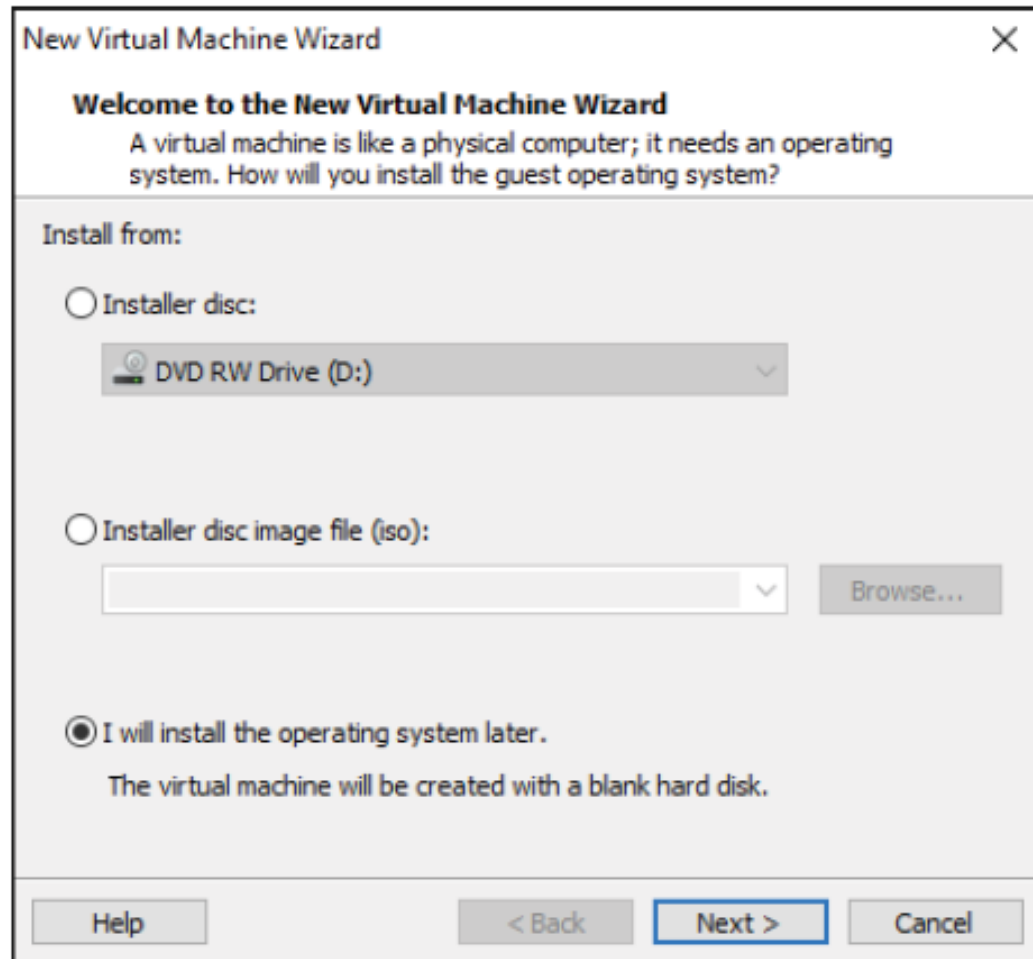 New Virtual Machine Wizard
Welcome to the New Virtual Machine Wizard
A virtual machine is like a physical computer; it needs an operating
system. How will you install the guest operating system?
Install from:
Installer disc:
DVD RW Drive (D:)
Installer disc image file (iso):
Browse...
I will install the operating system later.
The virtual machine will be created with a blank hard disk.
Help < Back Next > Cancel